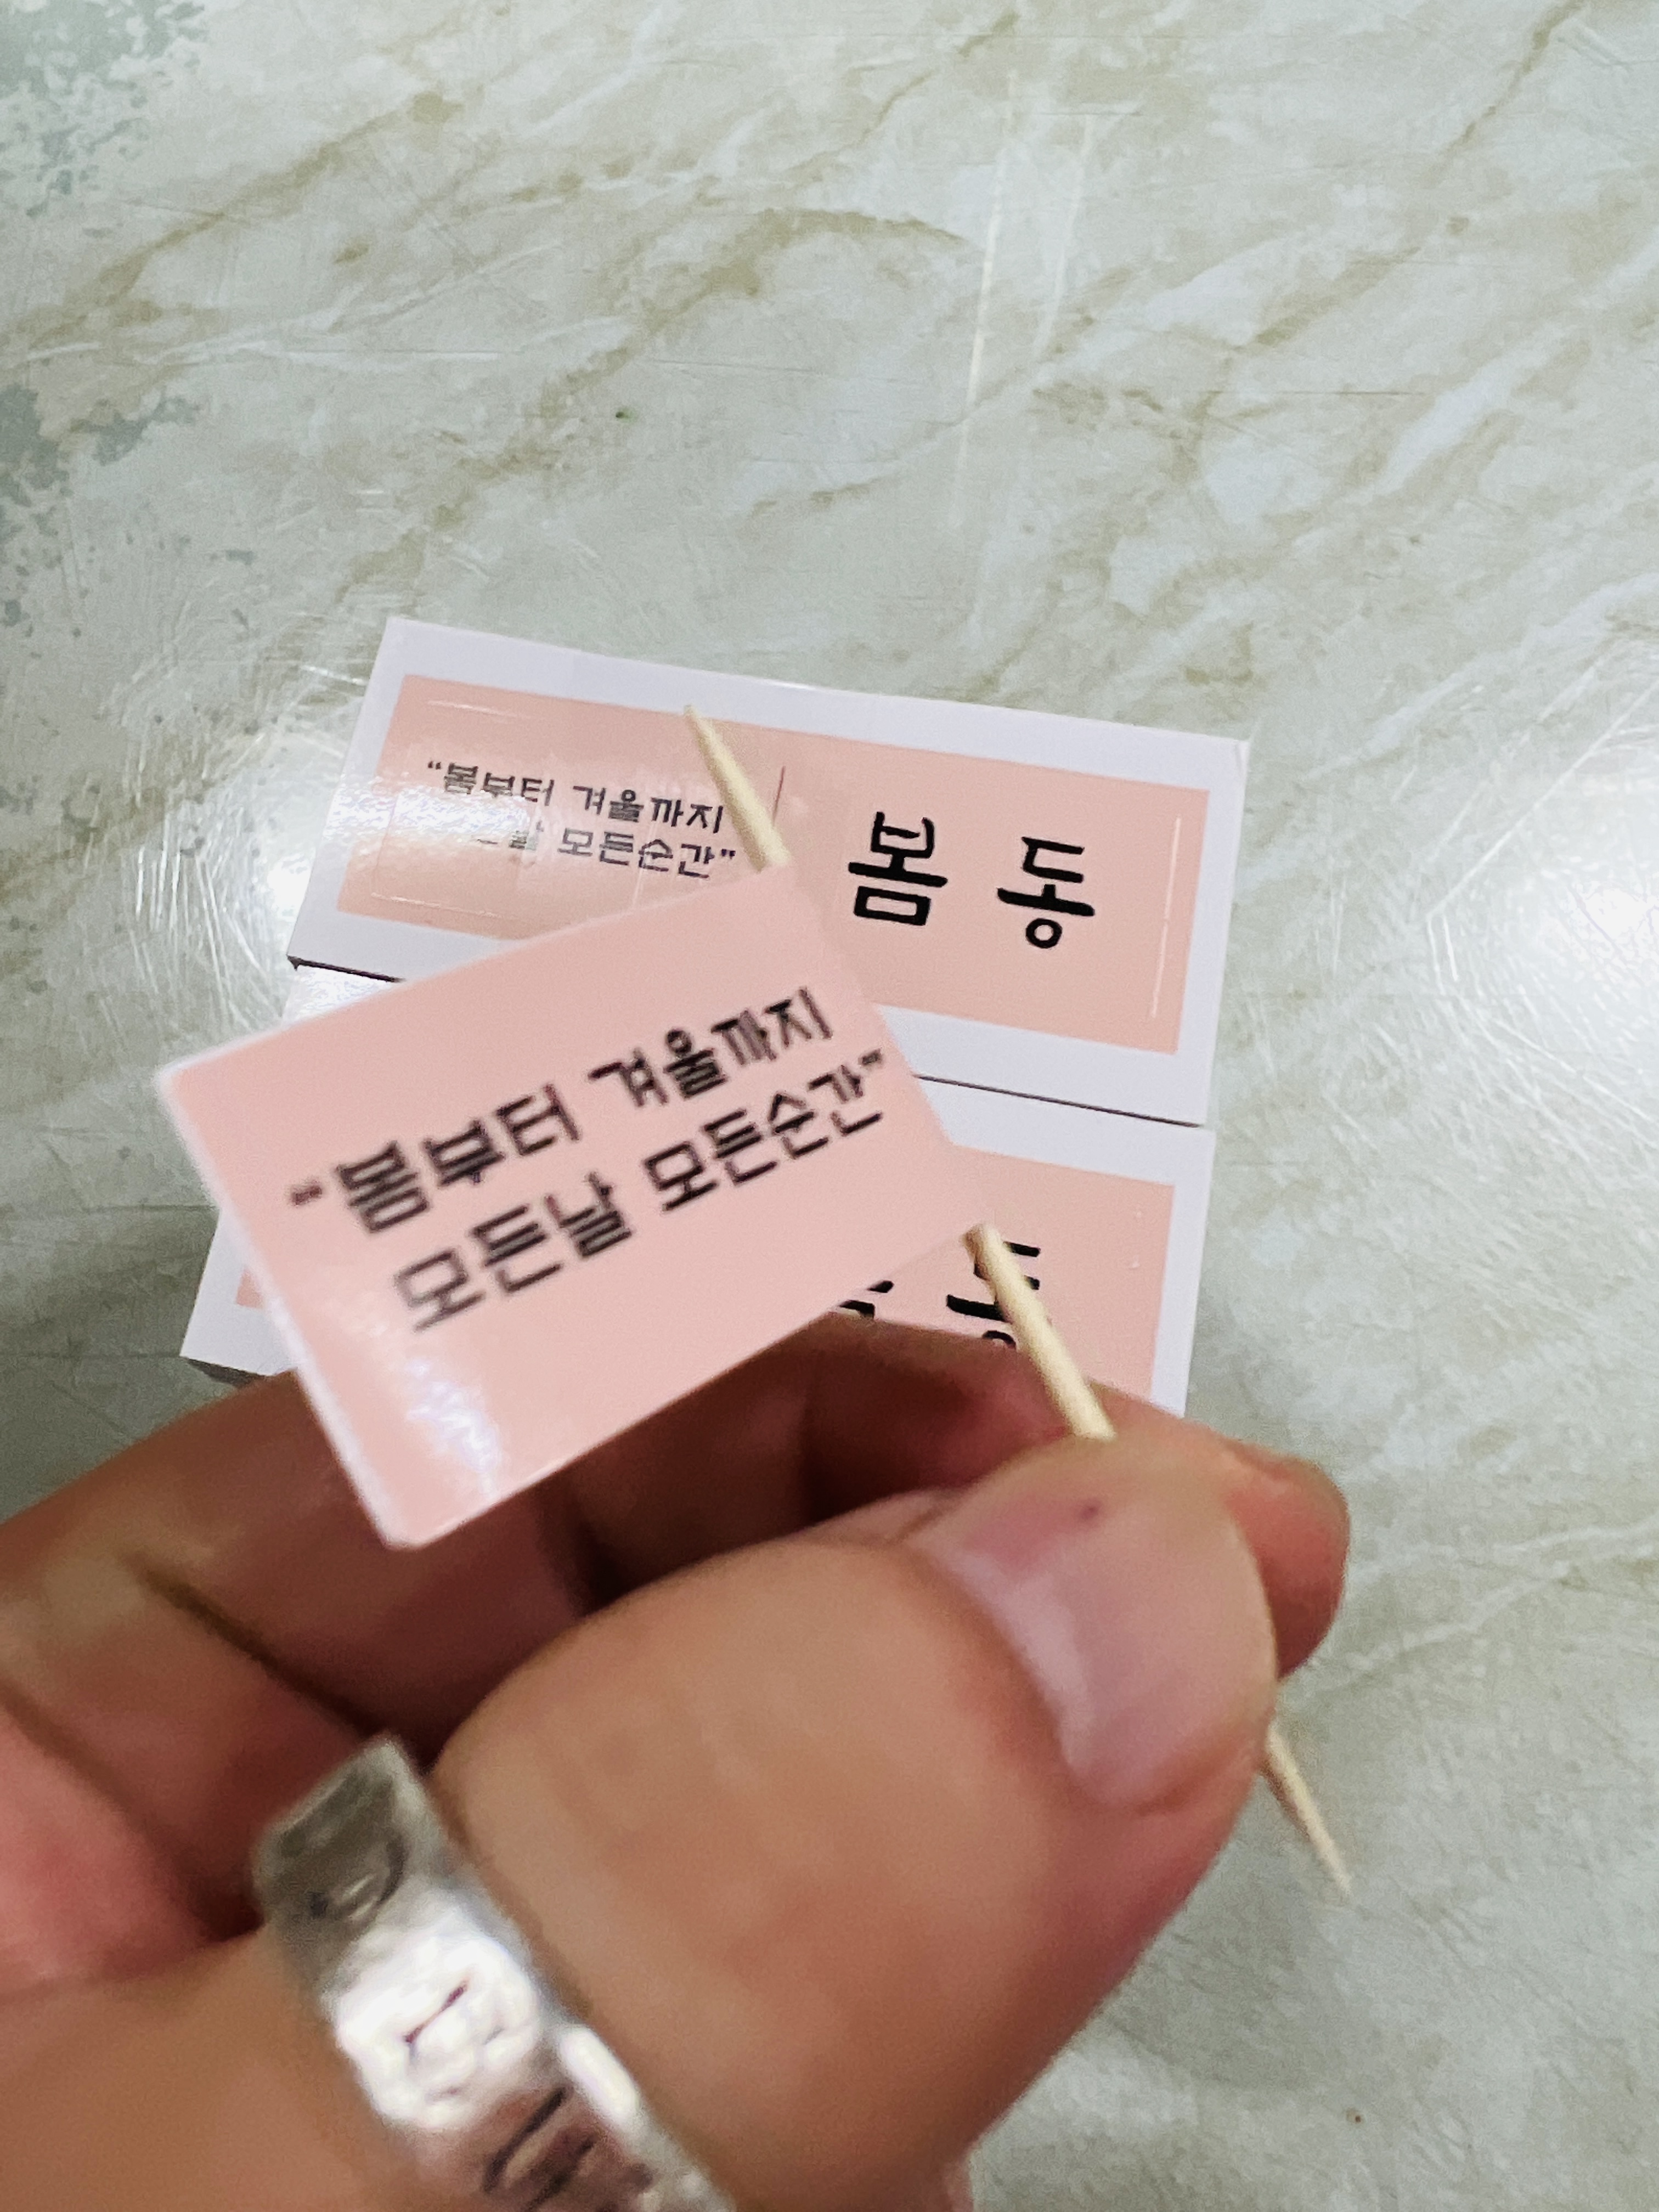 "봄부터 겨울까지
모든순간"
봄 동
"봄부터 겨울까지
모든날 모든순간"